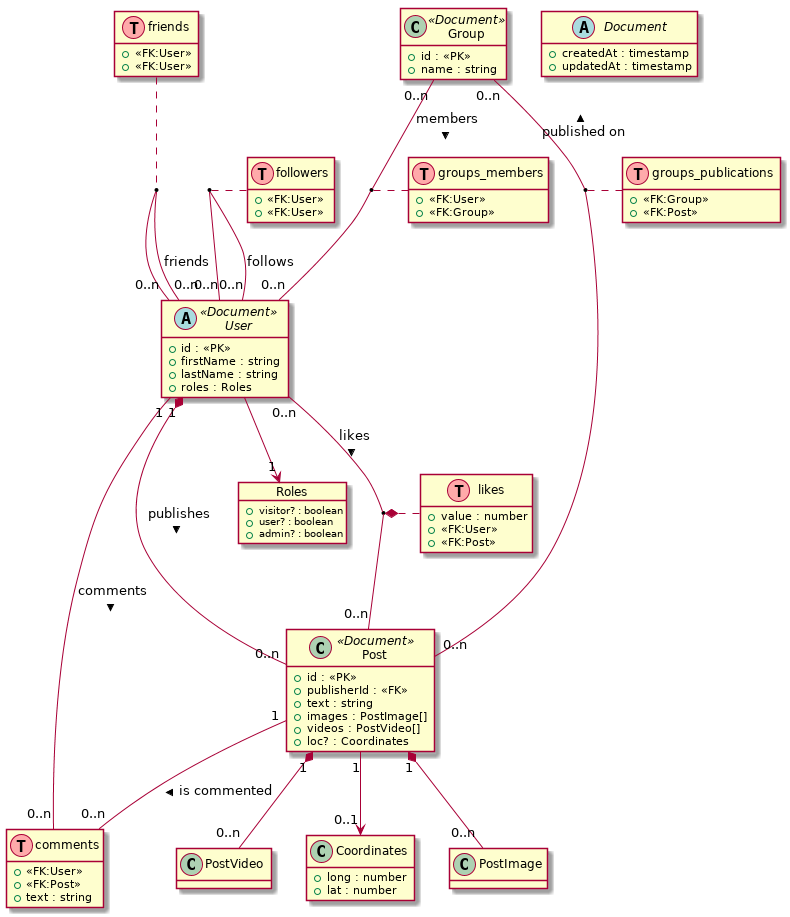 T friends
«FK:User»
«FK:User»
C «Document»
Group
id : «PK»
name : string
A Document
createdAt : timestamp
updatedAt : timestamp
0..n
0..n
members
▼
▲
published on
T followers
«FK:User»
«FK:User»
T groups_members
«FK:User»
«FK:Group»
T groups_publications
«FK:Group»
«FK:Post»
friends
follows
0..n
0..n
0..n
0..n
0..n
A «Document»
User
id : «PK»
firstName : string
lastName : string
roles : Roles
1
1
0..n
likes
▼
1
Roles
visitor? : boolean
user? : boolean
admin? : boolean
T likes
value : number
«FK:User»
«FK:Post»
publishes
▼
comments
▼
0..n
0..n
0..n
C «Document»
Post
id : «PK»
publisherId : «FK»
text : string
images : PostImage[]
videos : PostVideo[]
loc? : Coordinates
1
1
1
1
◄ is commented
0..n
0..n
0..n
0..1
0..n
T comments
«FK:User»
«FK:Post»
text : string
C PostVideo
C Coordinates
long : number
lat : number
C PostImage